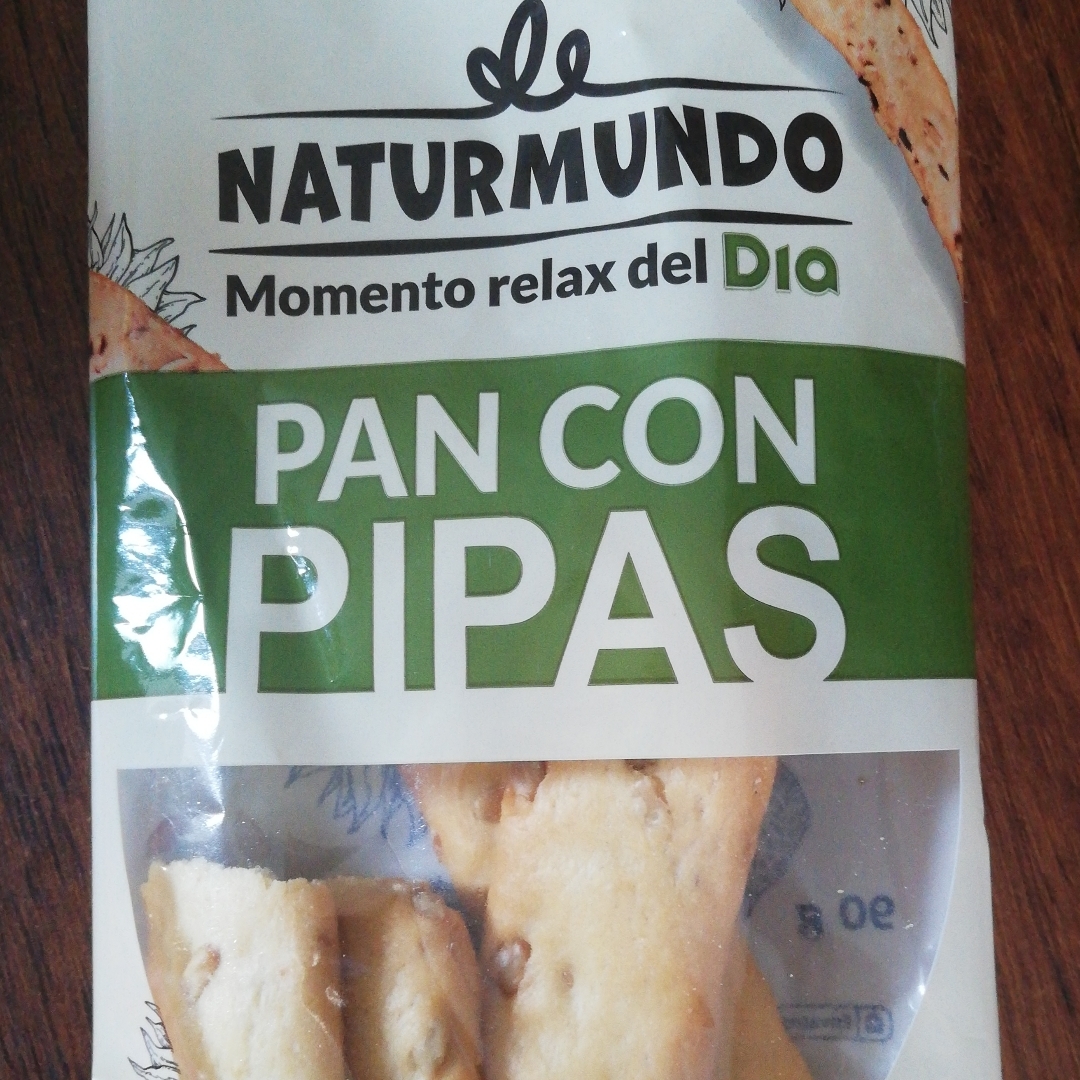 NATURMUNDO
Momento relax del Dia
PAN CON
PIPAS
90 g